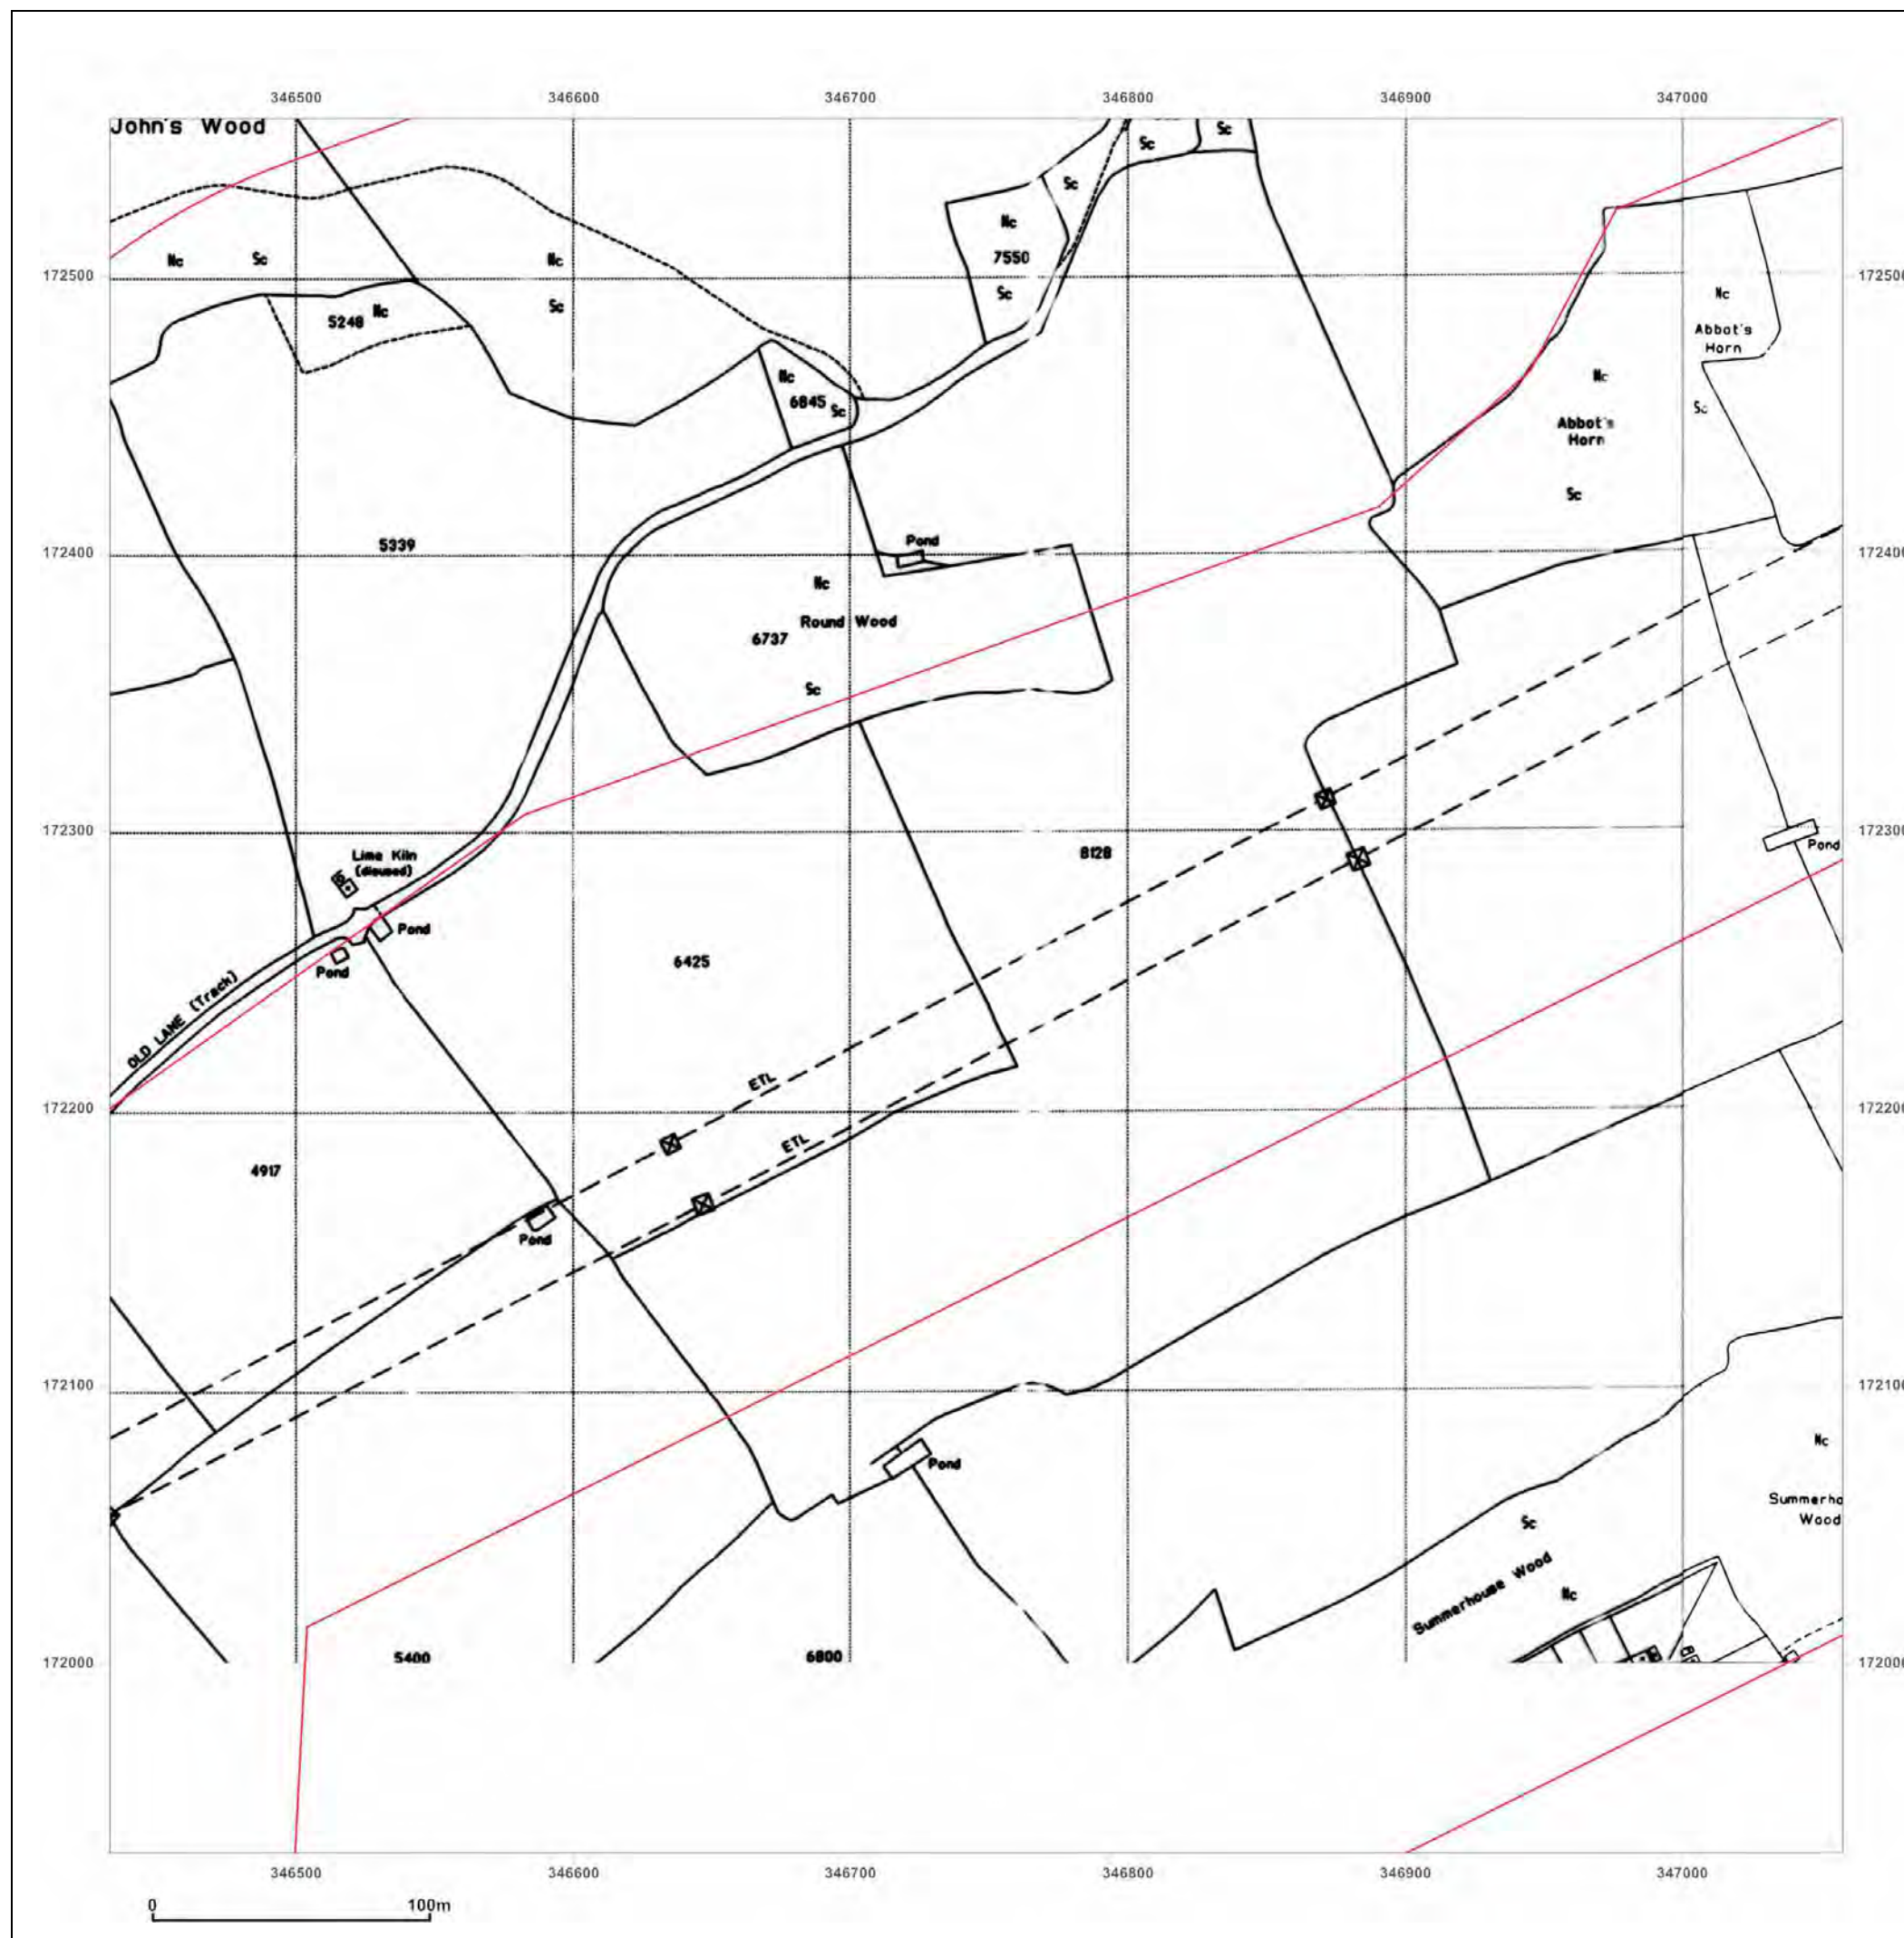 346500 346600 346700 346800 346900 347000
John's Wood
Sc
Sc
Sc
Nc
7550
Sc
Nc Sc
Nc
Sc
172500
Nc
5248
Nc
Abbot's
Horn
Nc
Sc
Nc
6845 Sc
Abbot's
Horn
Sc
5339
Pond
172400
Nc
Round Wood
6737
Sc
172300
Lime Kiln
(disused)
8128
Pond
Pond
Pond
6425
OLD LANE (Track)
ETL
172200
ETL
4917
Pond
172100
Nc
Pond
Summerho
Wood
Sc
Summerhouse Wood
Nc
172000
5400
6800
346500 346600 346700 346800 346900 347000
0 100m